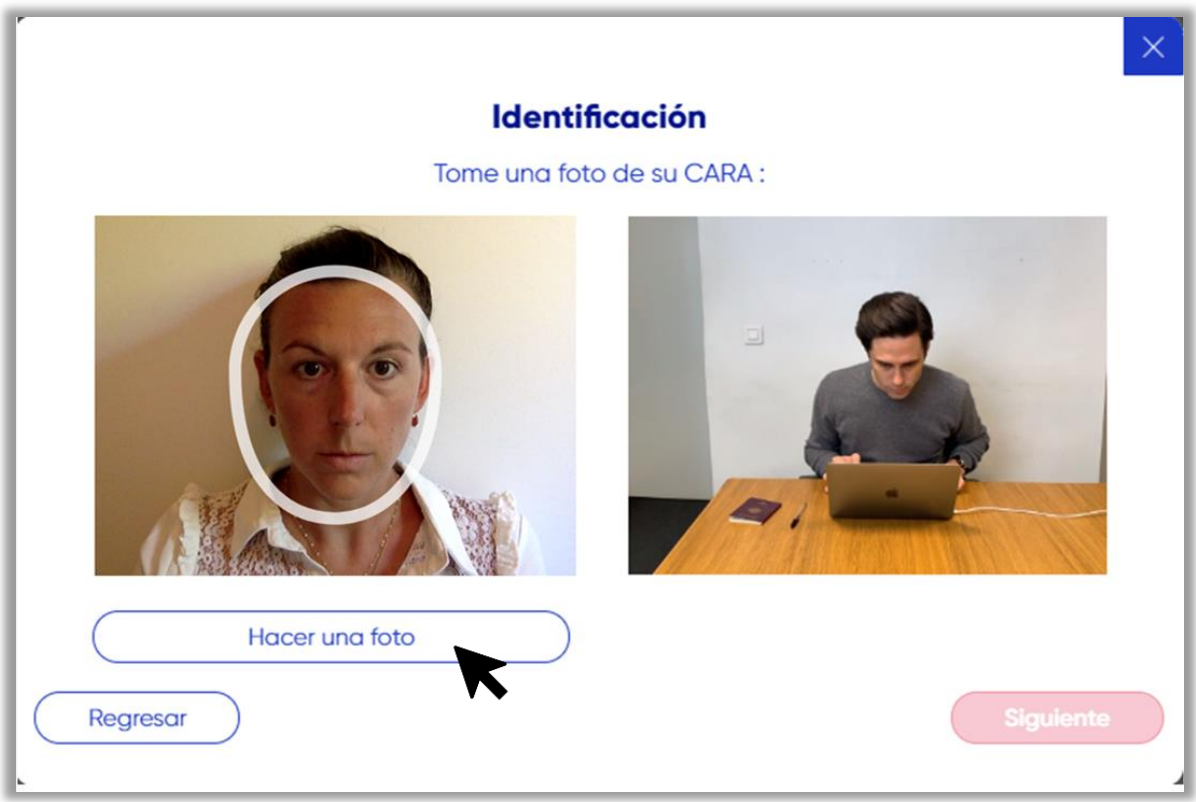 Identificación
Tome una foto de su CARA :
Hacer una foto
Regresar
Siguiente